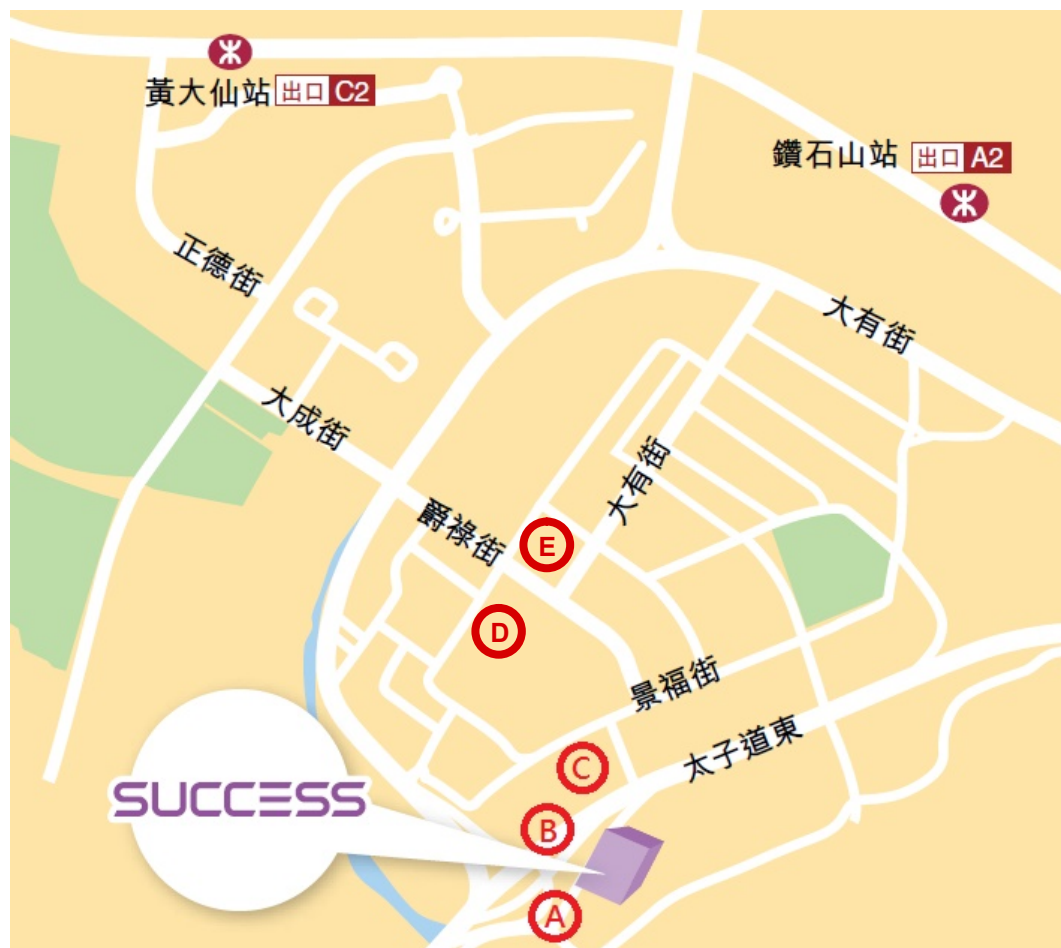 黃大仙站 出口 C2
鑽石山站 出口 A2
正德街
大有街
大成街
大有街
爵祿街
E
D
景福街
太子道東
C
SUCCESS
B
A